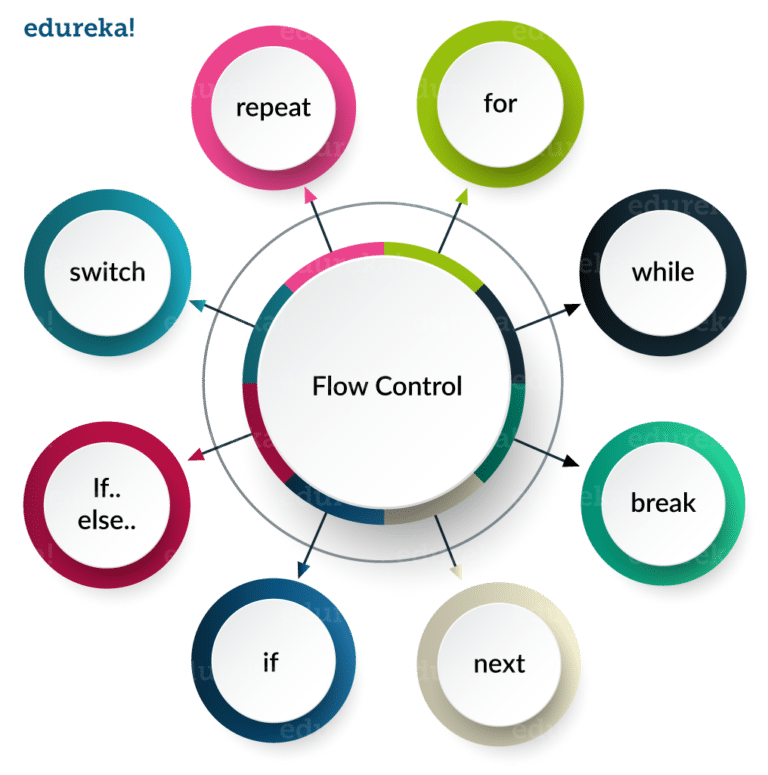 edureka!
repeat
for
switch
while
Flow Control
If..
else..
break
if
next